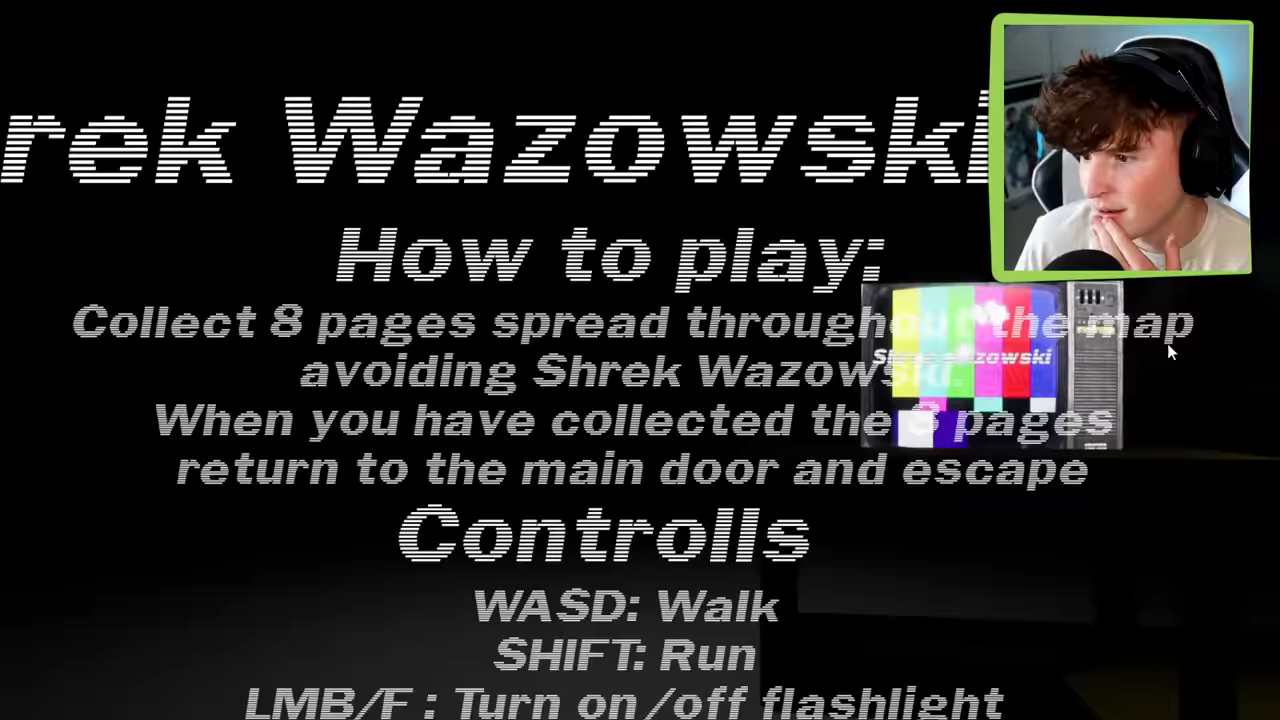 rek Wazowski
How to play:
Collect 8 pages spread throughout the map
avoiding Shrek Wazowski.
Shrek Wazowski
When you have collected the 8 pages
return to the main door and escape
Controlls
WASD: Walk
SHIFT: Run
LMB/F : Turn on/off flashlight